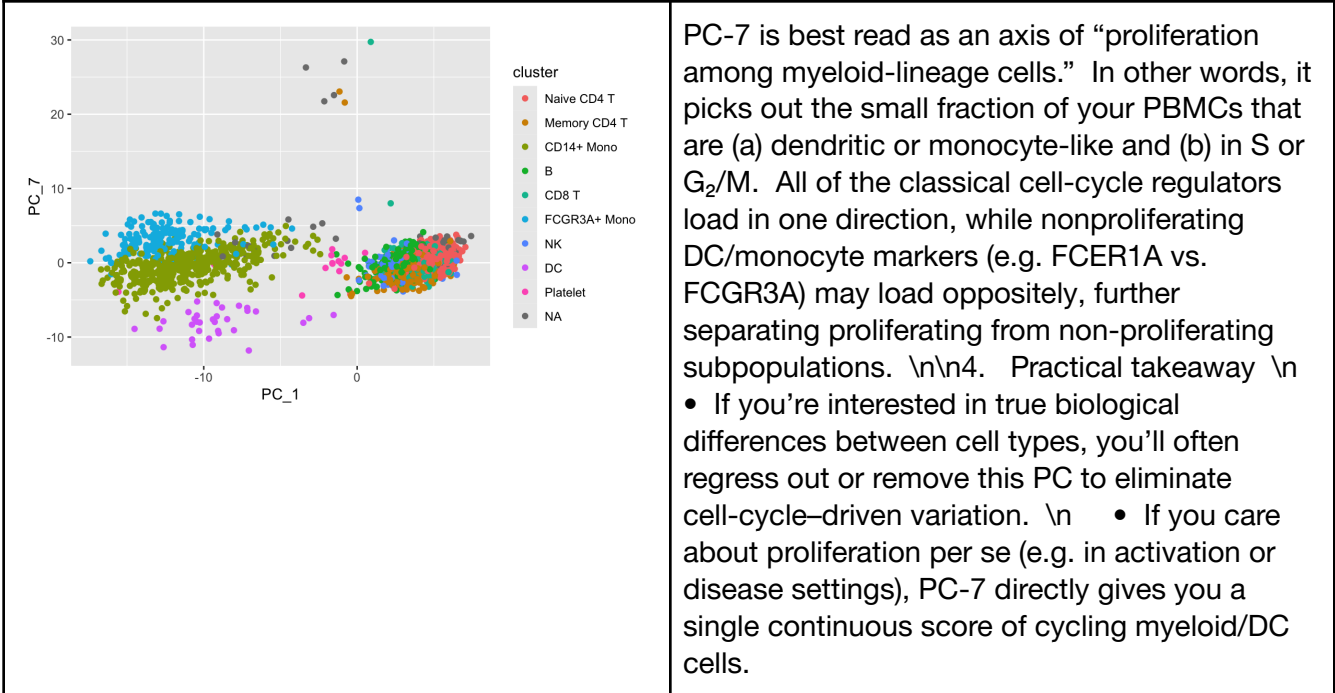 30
20
10
0
-10
PC_7
-10
0
PC_1
cluster
Naive CD4 T
Memory CD4 T
CD14+ Mono
B
CD8 T
FCGR3A+ Mono
NK
DC
Platelet
NA
PC-7 is best read as an axis of “proliferation
among myeloid-lineage cells.”  In other words, it
picks out the small fraction of your PBMCs that
are (a) dendritic or monocyte-like and (b) in S or
G₂/M.  All of the classical cell-cycle regulators
load in one direction, while nonproliferating
DC/monocyte markers (e.g. FCER1A vs.
FCGR3A) may load oppositely, further
separating proliferating from non-proliferating
subpopulations.  \n\n4.   Practical takeaway  \n
•  If you’re interested in true biological
differences between cell types, you’ll often
regress out or remove this PC to eliminate
cell-cycle–driven variation.  \n    •  If you care
about proliferation per se (e.g. in activation or
disease settings), PC-7 directly gives you a
single continuous score of cycling myeloid/DC
cells.